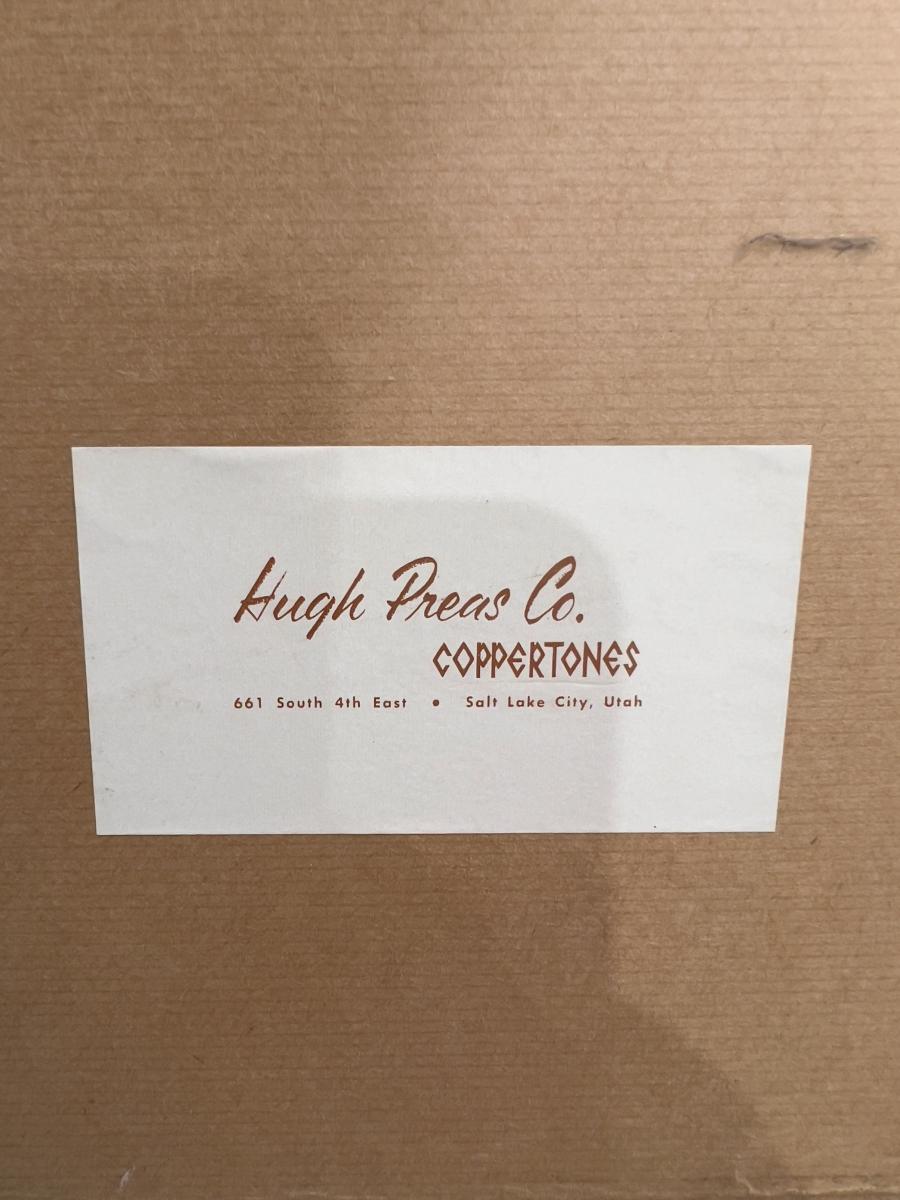 Hugh Preas Co.
COPPERTONES
661 South 4th East • Salt Lake City, Utah